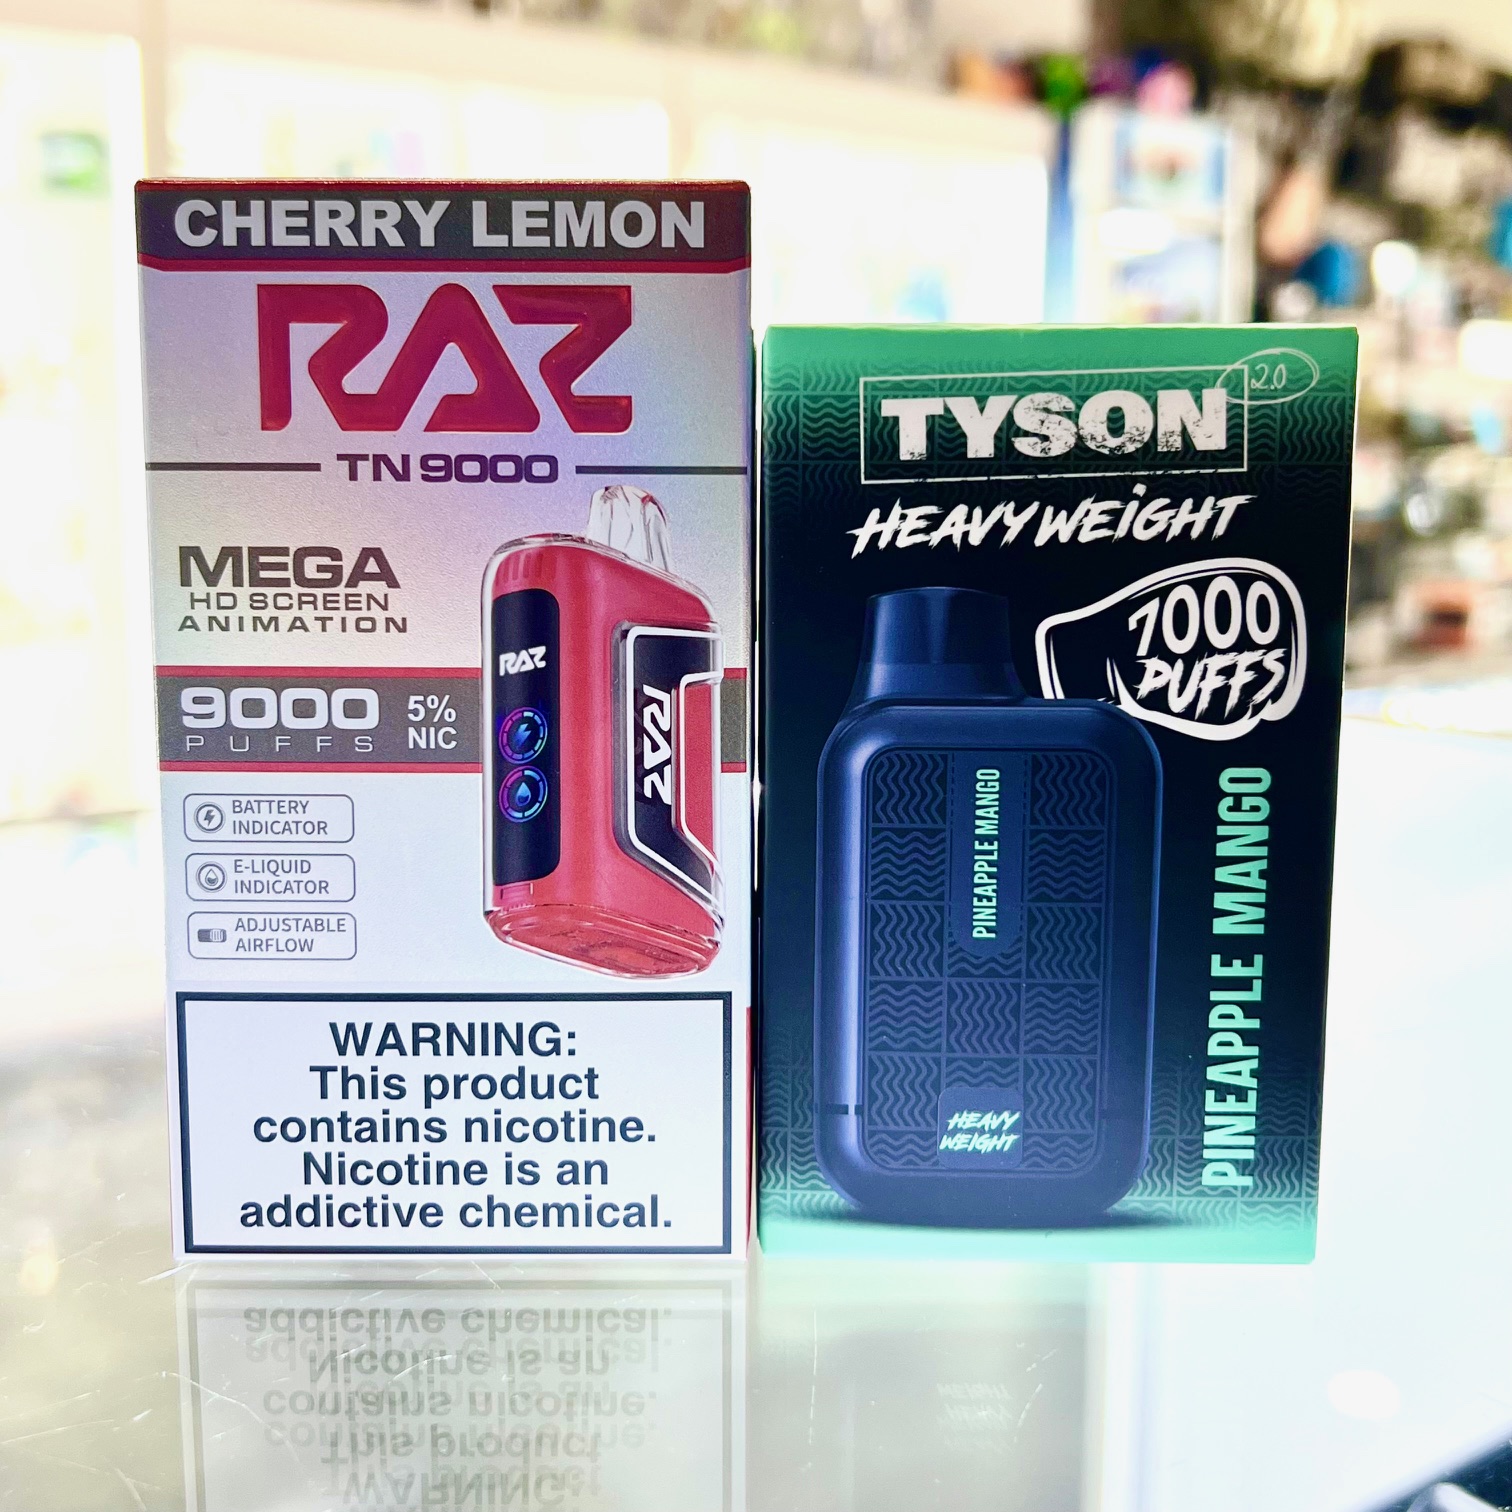 CHERRY LEMON
RAZ
TN9000
MEGA
HD SCREEN
ANIMATION
9000
PUFFS
5%
NIC
BATTERY
INDICATOR
E-LIQUID
INDICATOR
ADJUSTABLE
AIRFLOW
RAZ
RAZ
WARNING:
This product
contains nicotine.
Nicotine is an
addictive chemical.
TYSON
2.0
HEAVYWEIGHT
7000
PUFFS
PINEAPPLE MANGO
HEAVY
WEIGHT
PINEAPPLE MANGO